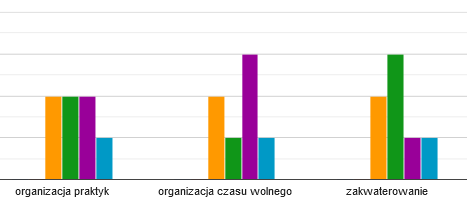 organizacja praktyk
organizacja czasu wolnego
zakwaterowanie